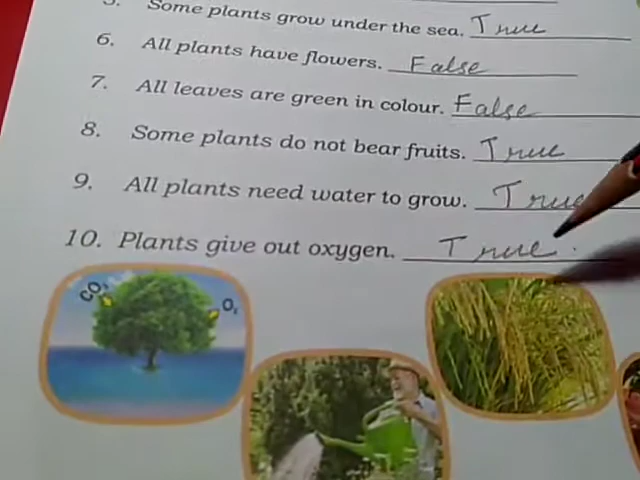 5. Some plants grow under the sea. True
6. All plants have flowers. False
7. All leaves are green in colour. False
8. Some plants do not bear fruits. True
9. All plants need water to grow. True
10. Plants give out oxygen. True.
CO₂ O₂